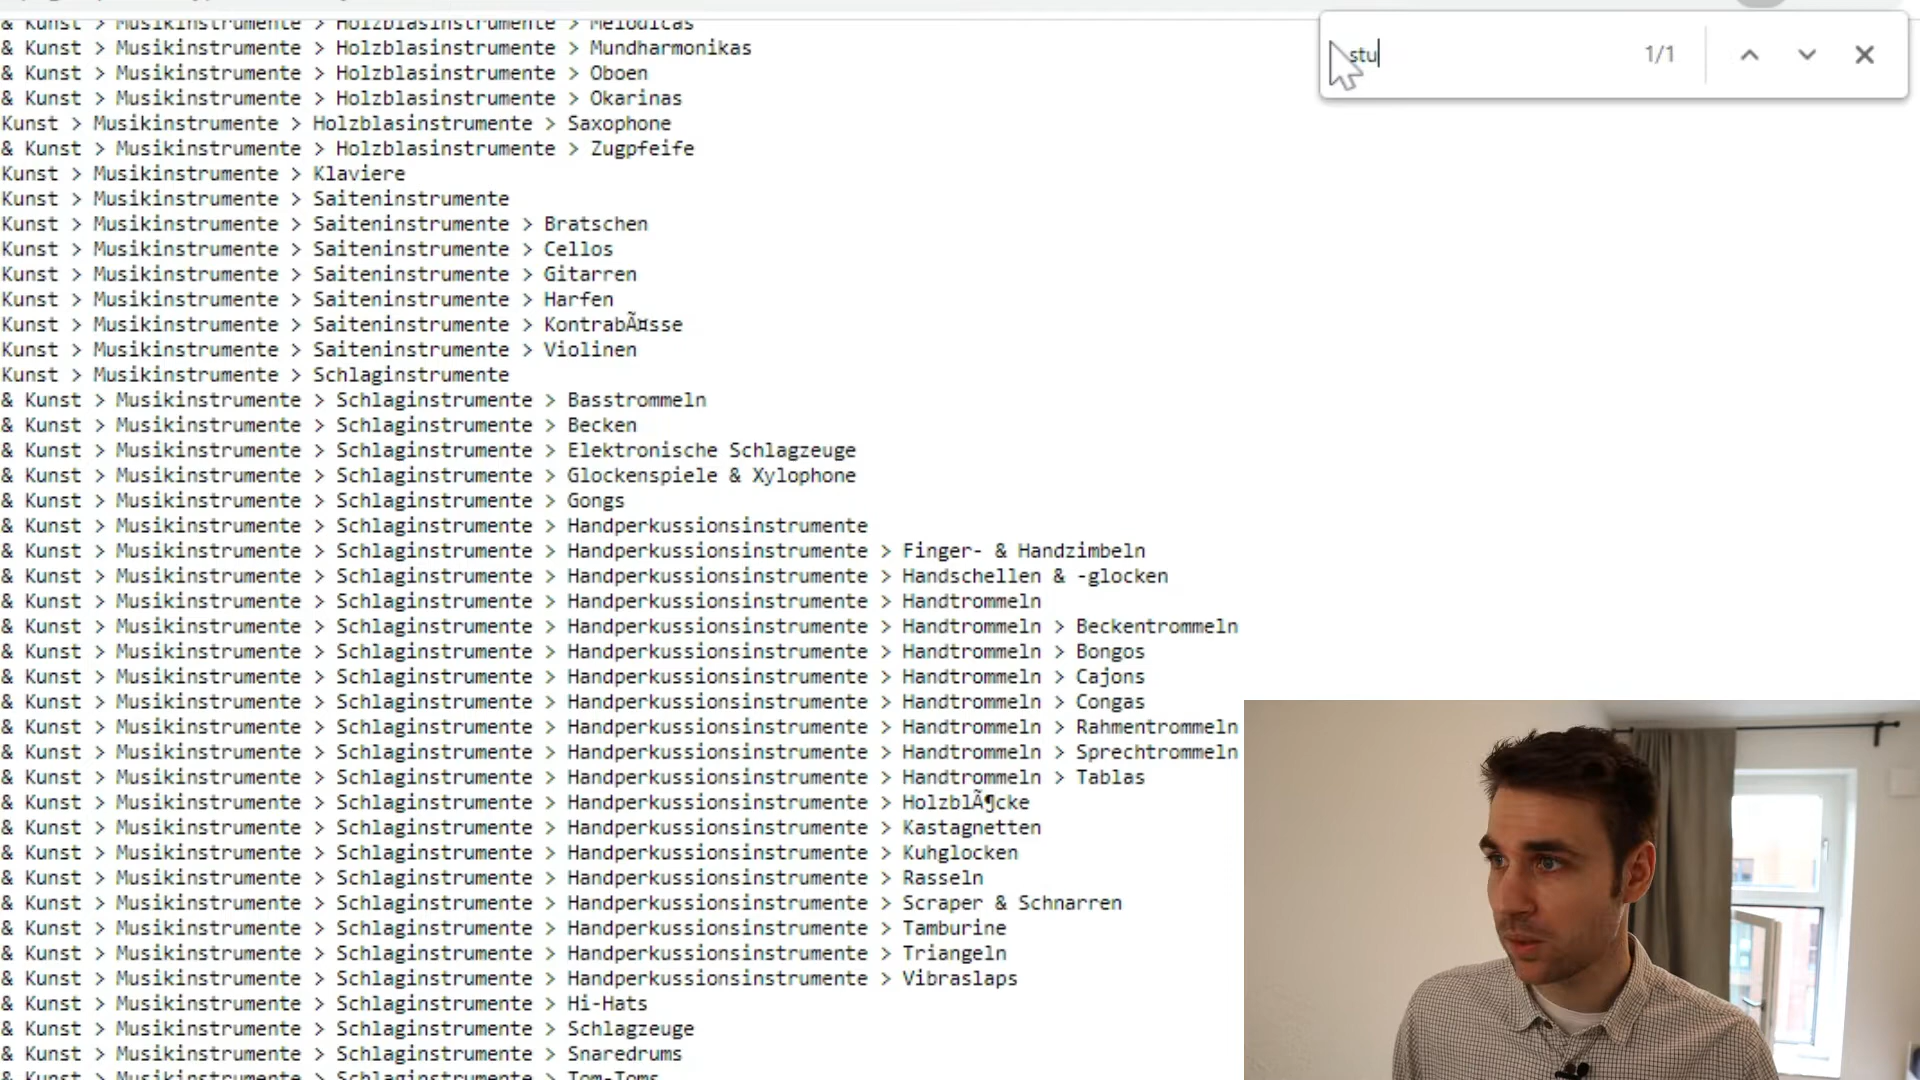 & Kunst > Musikinstrumente > Holzblasinstrumente > Melodicas
& Kunst > Musikinstrumente > Holzblasinstrumente > Mundharmonikas
& Kunst > Musikinstrumente > Holzblasinstrumente > Oboen
& Kunst > Musikinstrumente > Holzblasinstrumente > Okarinas
Kunst > Musikinstrumente > Holzblasinstrumente > Saxophone
& Kunst > Musikinstrumente > Holzblasinstrumente > Zugpfeife
Kunst > Musikinstrumente > Klaviere
Kunst > Musikinstrumente > Saiteninstrumente
Kunst > Musikinstrumente > Saiteninstrumente > Bratschen
Kunst > Musikinstrumente > Saiteninstrumente > Cellos
Kunst > Musikinstrumente > Saiteninstrumente > Gitarren
Kunst > Musikinstrumente > Saiteninstrumente > Harfen
Kunst > Musikinstrumente > Saiteninstrumente > KontrabÃ¤sse
Kunst > Musikinstrumente > Saiteninstrumente > Violinen
Kunst > Musikinstrumente > Schlaginstrumente
& Kunst > Musikinstrumente > Schlaginstrumente > Basstrommeln
& Kunst > Musikinstrumente > Schlaginstrumente > Becken
& Kunst > Musikinstrumente > Schlaginstrumente > Elektronische Schlagzeuge
& Kunst > Musikinstrumente > Schlaginstrumente > Glockenspiele & Xylophone
& Kunst > Musikinstrumente > Schlaginstrumente > Gongs
& Kunst > Musikinstrumente > Schlaginstrumente > Handperkussionsinstrumente
& Kunst > Musikinstrumente > Schlaginstrumente > Handperkussionsinstrumente > Finger- & Handzimbeln
& Kunst > Musikinstrumente > Schlaginstrumente > Handperkussionsinstrumente > Handschellen & -glocken
& Kunst > Musikinstrumente > Schlaginstrumente > Handperkussionsinstrumente > Handtrommeln
& Kunst > Musikinstrumente > Schlaginstrumente > Handperkussionsinstrumente > Handtrommeln > Beckentrommeln
& Kunst > Musikinstrumente > Schlaginstrumente > Handperkussionsinstrumente > Handtrommeln > Bongos
& Kunst > Musikinstrumente > Schlaginstrumente > Handperkussionsinstrumente > Handtrommeln > Cajons
& Kunst > Musikinstrumente > Schlaginstrumente > Handperkussionsinstrumente > Handtrommeln > Congas
& Kunst > Musikinstrumente > Schlaginstrumente > Handperkussionsinstrumente > Handtrommeln > Rahmentrommeln
& Kunst > Musikinstrumente > Schlaginstrumente > Handperkussionsinstrumente > Handtrommeln > Sprechtrommeln
& Kunst > Musikinstrumente > Schlaginstrumente > Handperkussionsinstrumente > Handtrommeln > Tablas
& Kunst > Musikinstrumente > Schlaginstrumente > Handperkussionsinstrumente > HolzblÃ¶cke
& Kunst > Musikinstrumente > Schlaginstrumente > Handperkussionsinstrumente > Kastagnetten
& Kunst > Musikinstrumente > Schlaginstrumente > Handperkussionsinstrumente > Kuhglocken
& Kunst > Musikinstrumente > Schlaginstrumente > Handperkussionsinstrumente > Rasseln
& Kunst > Musikinstrumente > Schlaginstrumente > Handperkussionsinstrumente > Scraper & Schnarren
& Kunst > Musikinstrumente > Schlaginstrumente > Handperkussionsinstrumente > Tamburine
& Kunst > Musikinstrumente > Schlaginstrumente > Handperkussionsinstrumente > Triangeln
& Kunst > Musikinstrumente > Schlaginstrumente > Handperkussionsinstrumente > Vibraslaps
& Kunst > Musikinstrumente > Schlaginstrumente > Hi-Hats
& Kunst > Musikinstrumente > Schlaginstrumente > Schlagzeuge
& Kunst > Musikinstrumente > Schlaginstrumente > Snaredrums
& Kunst > Musikinstrumente > Schlaginstrumente > Tom-Toms
stu 1/1